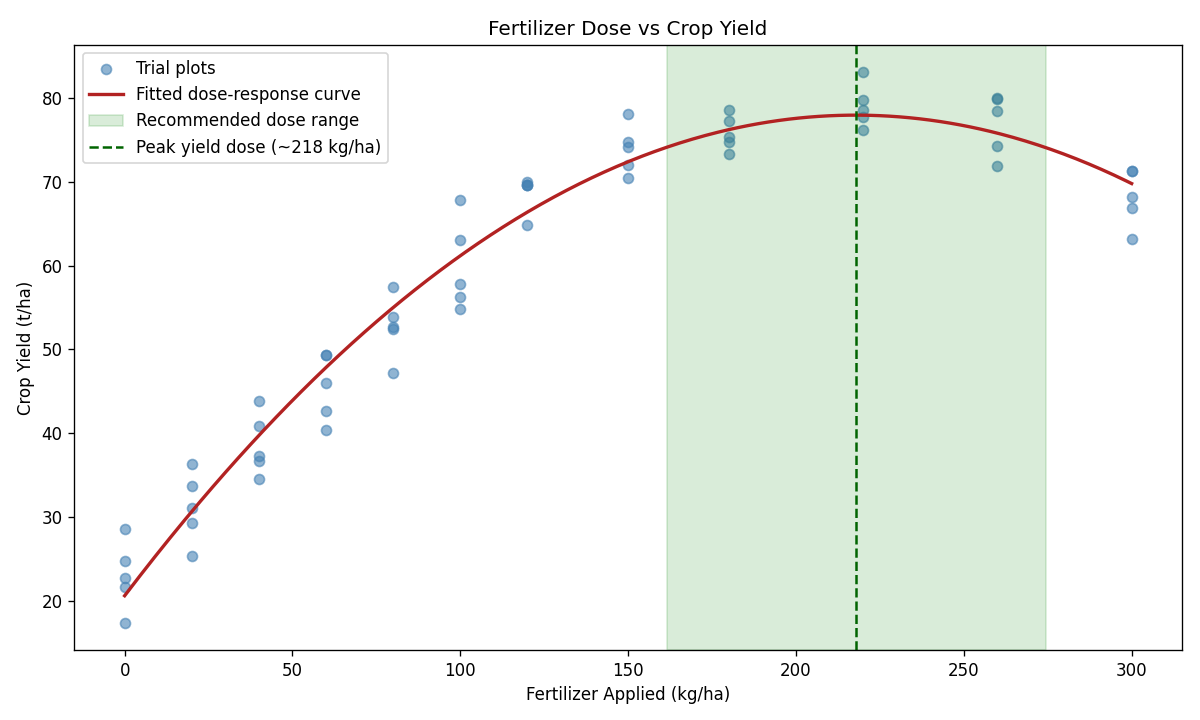 Fertilizer Dose vs Crop Yield
Trial plots
Fitted dose-response curve
Recommended dose range
Peak yield dose (~218 kg/ha)
Crop Yield (t/ha)
80
70
60
50
40
30
20
0 50 100 150 200 250 300
Fertilizer Applied (kg/ha)